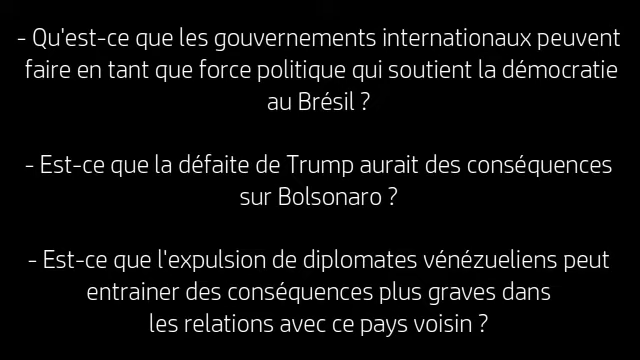 - Qu'est-ce que les gouvernements internationaux peuvent
faire en tant que force politique qui soutient la démocratie
au Brésil ?
- Est-ce que la défaite de Trump aurait des conséquences
sur Bolsonaro ?
- Est-ce que l'expulsion de diplomates vénézueliens peut
entrainer des conséquences plus graves dans
les relations avec ce pays voisin ?